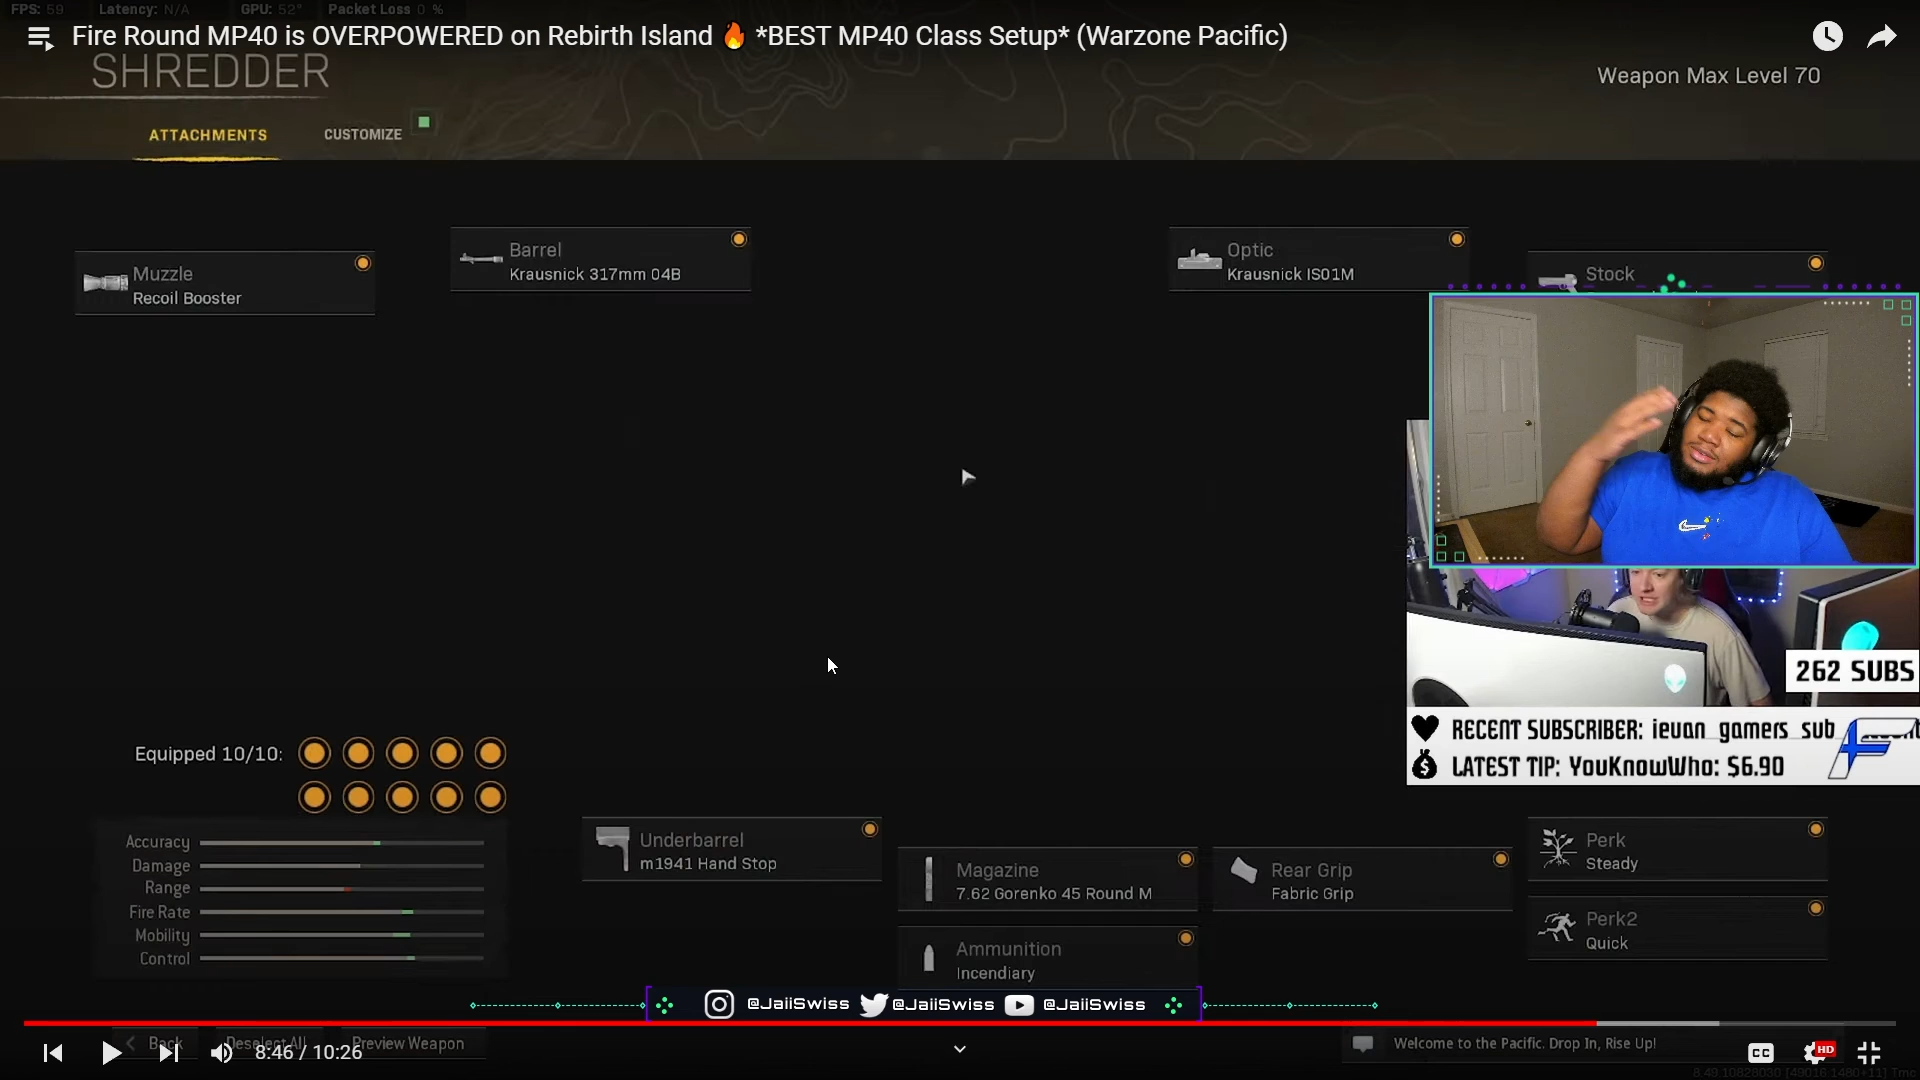 FPS: 59 Latency: N/A GPU: 52° Packet Loss 0 %
Fire Round MP40 is OVERPOWERED on Rebirth Island 🔥 *BEST MP40 Class Setup* (Warzone Pacific)
SHREDDER
Weapon Max Level 70
ATTACHMENTS
CUSTOMIZE
Muzzle
Recoil Booster
Barrel
Krausnick 317mm 04B
Optic
Krausnick IS01M
Stock
262 SUBS
RECENT SUBSCRIBER: ievan_gamers_sub
LATEST TIP: YouKnowWho: $6.90
Equipped 10/10:
Accuracy
Damage
Range
Fire Rate
Mobility
Control
Underbarrel
m1941 Hand Stop
Magazine
7.62 Gorenko 45 Round M
Ammunition
Incendiary
Rear Grip
Fabric Grip
Perk
Steady
Perk2
Quick
@JaiiSwiss @JaiiSwiss @JaiiSwiss
Back
Deselect All
Preview Weapon
8:46 / 10:26
Welcome to the Pacific. Drop In, Rise Up!
CC
HD